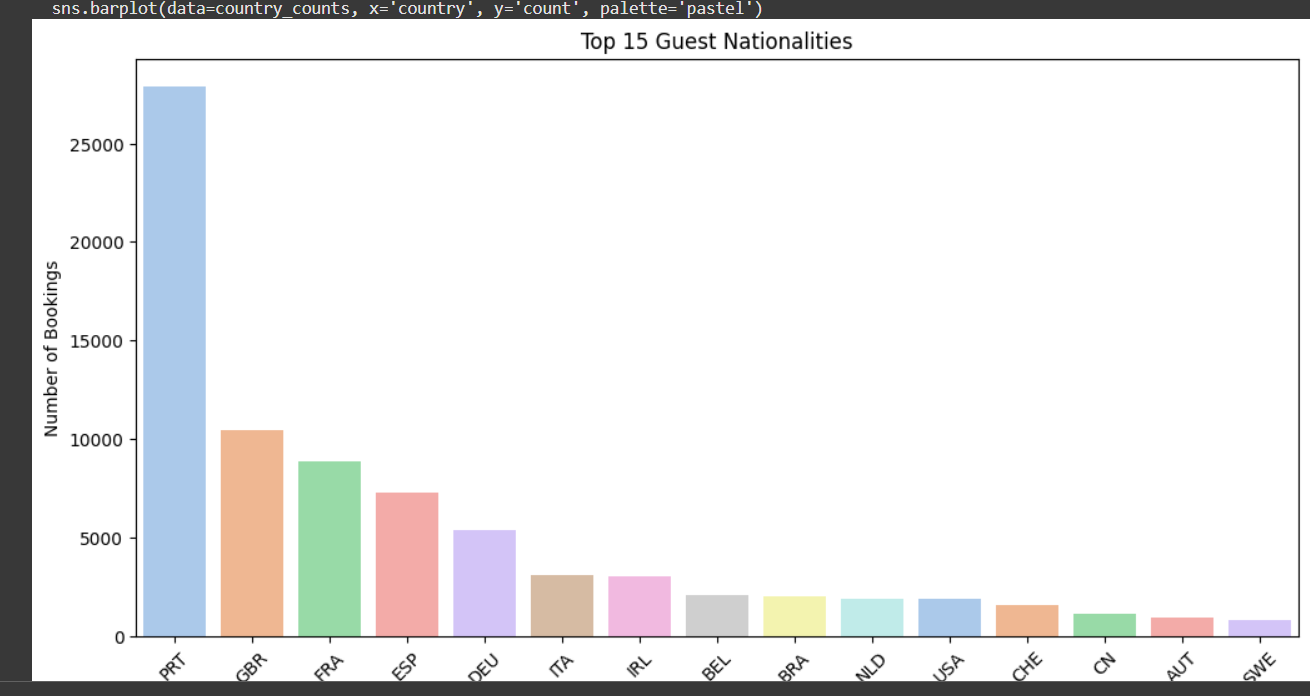 sns.barplot(data=country_counts, x='country', y='count', palette='pastel')
Top 15 Guest Nationalities
Number of Bookings
25000
20000
15000
10000
5000
0
PRT GBR FRA ESP DEU ITA IRL BEL BRA NLD USA CHE CN AUT SWE